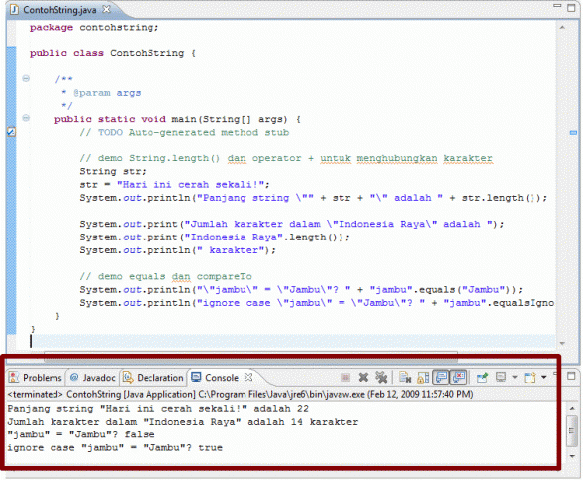 ContohString.java
package contohstring;
public class ContohString {
/**
* @param args
*/
public static void main(String[] args) {
// TODO Auto-generated method stub
// demo String.length() dan operator + untuk menghubungkan karakter
String str;
str = "Hari ini cerah sekali!";
System.out.println("Panjang string \"" + str + "\" adalah " + str.length());
System.out.print("Jumlah karakter dalam \"Indonesia Raya\" adalah ");
System.out.print("Indonesia Raya".length());
System.out.println(" karakter");
// demo equals dan compareTo
System.out.println("\"jambu\" = \"Jambu\"? " + "jambu".equals("Jambu"));
System.out.println("ignore case \"jambu\" = \"Jambu\"? " + "jambu".equalsIgno
}
}
Problems @ Javadoc Declaration Console
<terminated> ContohString [Java Application] C:\Program Files\Java\jre6\bin\javaw.exe (Feb 12, 2009 11:57:40 PM)
Panjang string "Hari ini cerah sekali!" adalah 22
Jumlah karakter dalam "Indonesia Raya" adalah 14 karakter
"jambu" = "Jambu"? false
ignore case "jambu" = "Jambu"? true